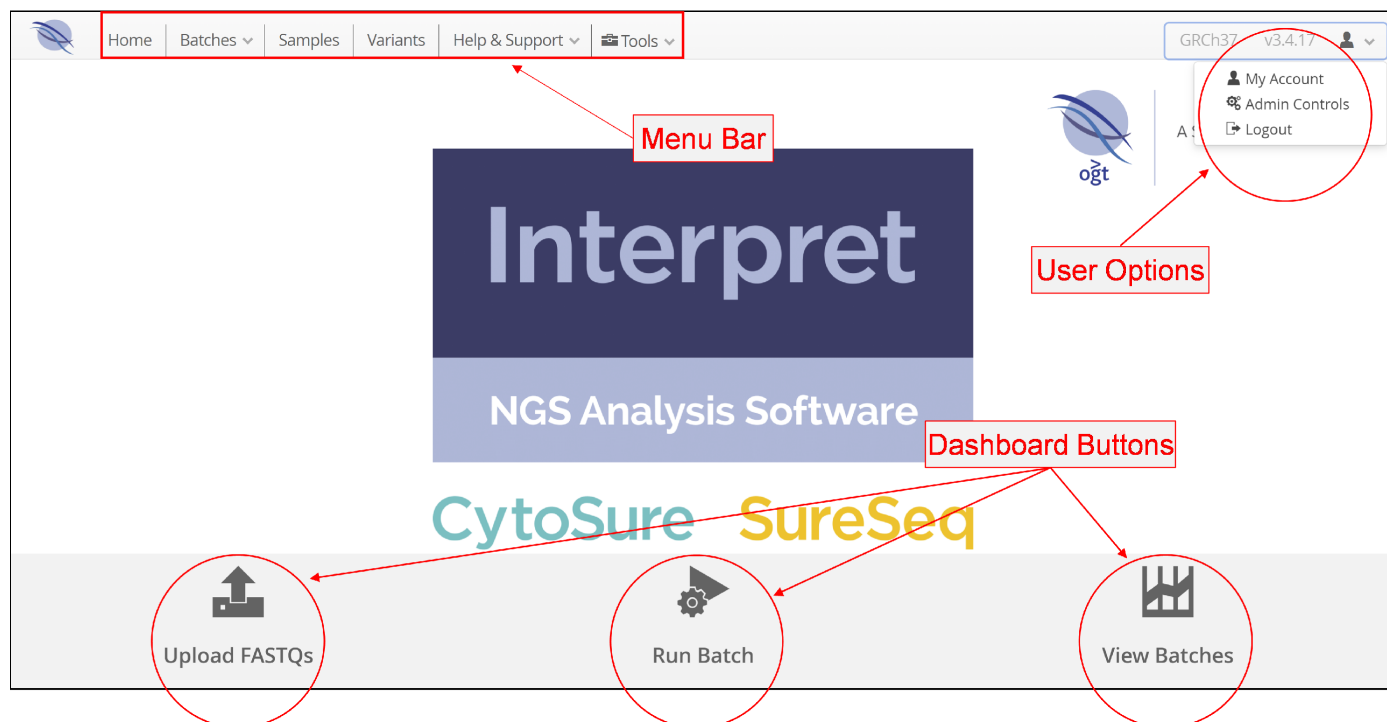 Home Batches Samples Variants Help & Support Tools GRCh37 v3.4.17
My Account
Admin Controls
Logout
A S
Menu Bar
ogt
User Options
Interpret
NGS Analysis Software
Dashboard Buttons
CytoSure SureSeq
Upload FASTQs Run Batch View Batches